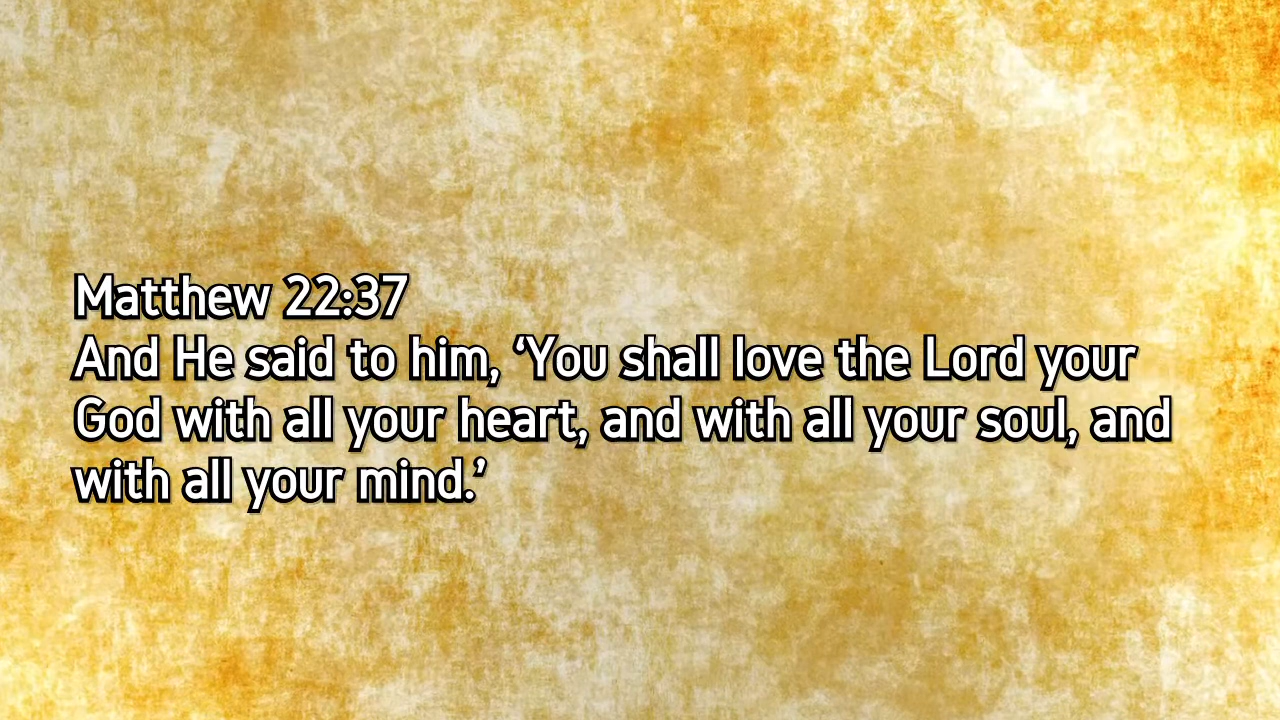 Matthew 22:37
And He said to him, ‘You shall love the Lord your
God with all your heart, and with all your soul, and
with all your mind.’